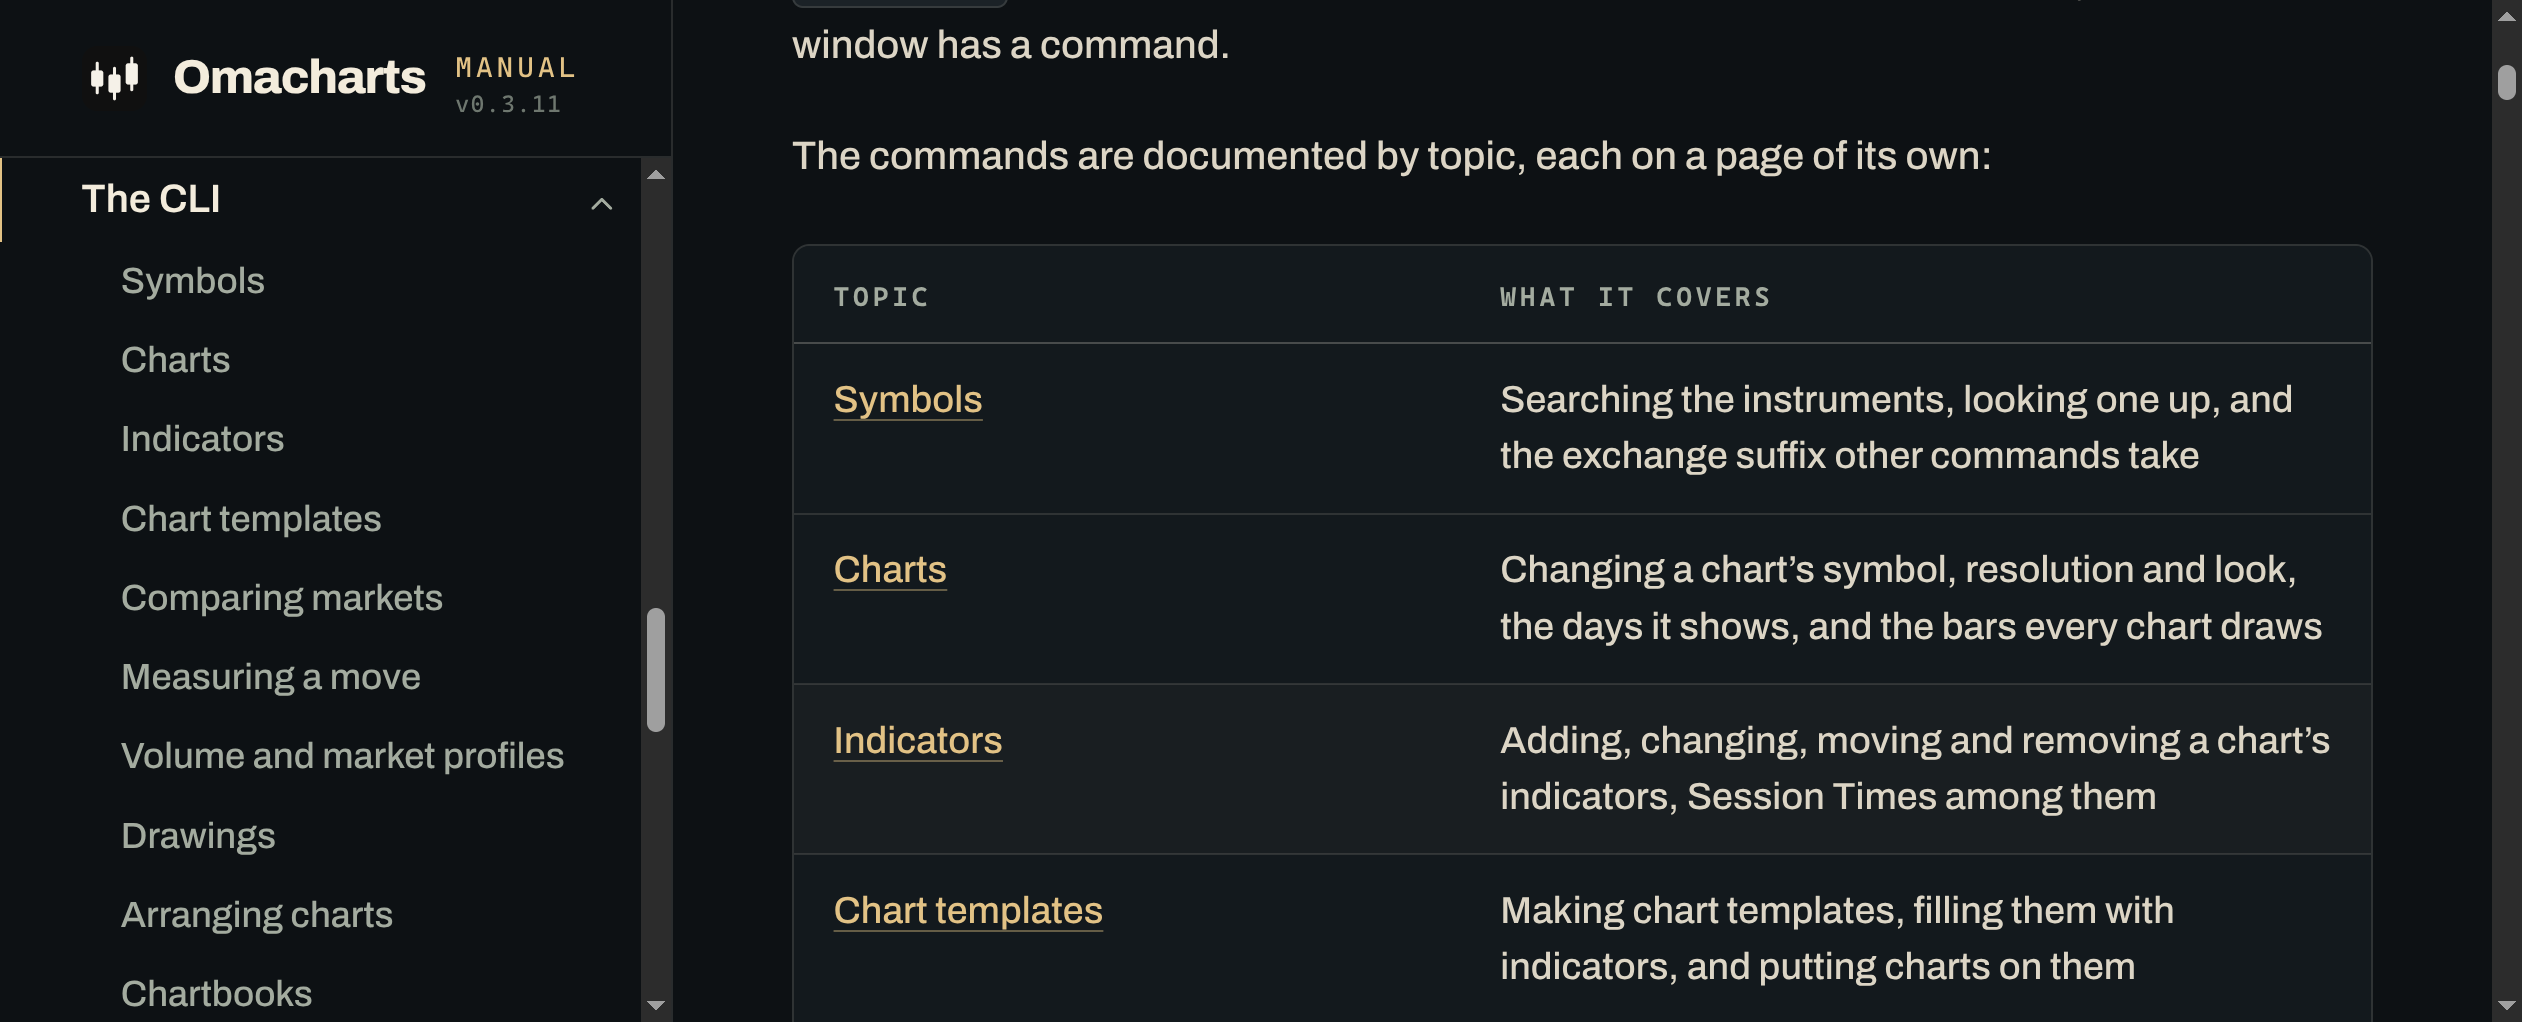 Omacharts
MANUAL
v0.3.11
The CLI
Symbols
Charts
Indicators
Chart templates
Comparing markets
Measuring a move
Volume and market profiles
Drawings
Arranging charts
Chartbooks
window has a command.
The commands are documented by topic, each on a page of its own:
TOPIC
WHAT IT COVERS
Symbols
Searching the instruments, looking one up, and
the exchange suffix other commands take
Charts
Changing a chart’s symbol, resolution and look,
the days it shows, and the bars every chart draws
Indicators
Adding, changing, moving and removing a chart’s
indicators, Session Times among them
Chart templates
Making chart templates, filling them with
indicators, and putting charts on them